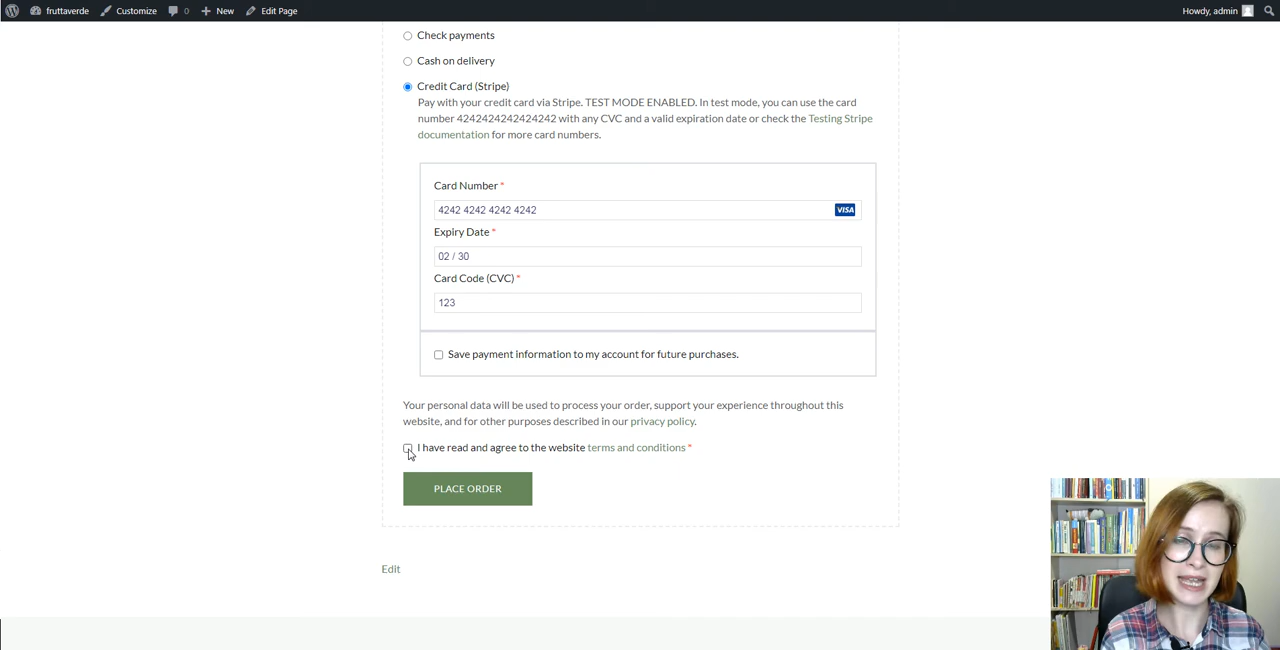 fruttaverde Customize 0 New Edit Page Howdy, admin
Check payments
Cash on delivery
Credit Card (Stripe)
Pay with your credit card via Stripe. TEST MODE ENABLED. In test mode, you can use the card
number 4242424242424242 with any CVC and a valid expiration date or check the Testing Stripe
documentation for more card numbers.
Card Number *
4242 4242 4242 4242 VISA
Expiry Date *
02 / 30
Card Code (CVC) *
123
Save payment information to my account for future purchases.
Your personal data will be used to process your order, support your experience throughout this
website, and for other purposes described in our privacy policy.
I have read and agree to the website terms and conditions *
PLACE ORDER
Edit